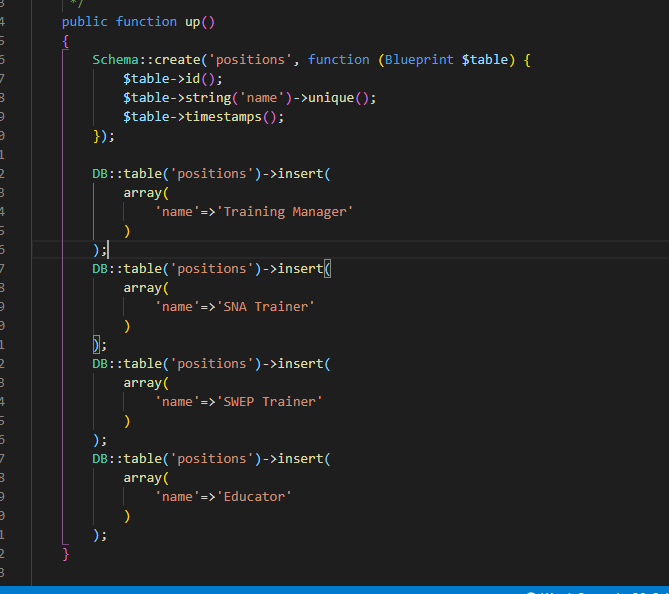 */
public function up()
{
Schema::create('positions', function (Blueprint $table) {
$table->id();
$table->string('name')->unique();
$table->timestamps();
});
DB::table('positions')->insert(
array(
'name'=>'Training Manager'
)
);
DB::table('positions')->insert(
array(
'name'=>'SNA Trainer'
)
);
DB::table('positions')->insert(
array(
'name'=>'SWEP Trainer'
)
);
DB::table('positions')->insert(
array(
'name'=>'Educator'
)
);
}